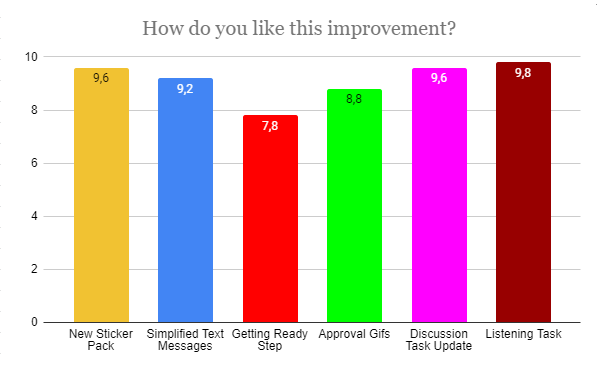 How do you like this improvement?
10
8
6
4
2
0
9,6
9,2
7,8
8,8
9,6
9,8
New Sticker
Pack
Simplified Text
Messages
Getting Ready
Step
Approval Gifs
Discussion
Task Update
Listening Task